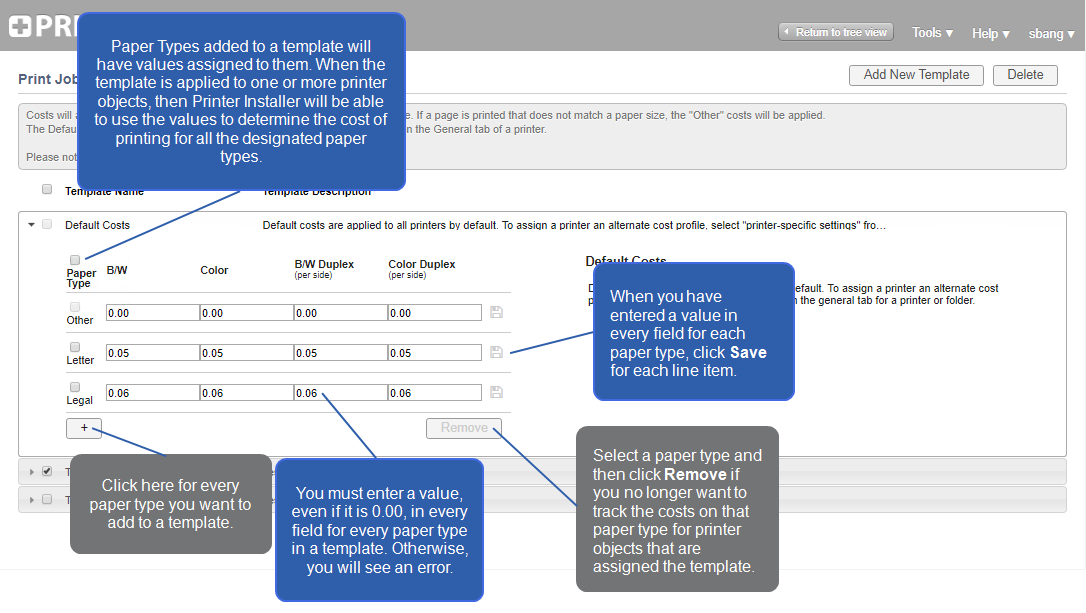 PRI
Return to tree view
Tools ▾
Help ▾
sbang ▾
Paper Types added to a template will
have values assigned to them. When the
template is applied to one or more printer
objects, then Printer Installer will be able
to use the values to determine the cost of
printing for all the designated paper
types.
Print Job
Add New Template
Delete
Costs will a
e. If a page is printed that does not match a paper size, the "Other" costs will be applied.
The Defau
n the General tab of a printer.
Please not
Template Name
Template Description
Default Costs
Default costs are applied to all printers by default. To assign a printer an alternate cost profile, select "printer-specific settings" fro…
Paper
Type
B/W
Color
B/W Duplex
(per side)
Color Duplex
(per side)
Other
0.00
0.00
0.00
0.00
Letter
0.05
0.05
0.05
0.05
Legal
0.06
0.06
0.06
0.06
+
Remove
Default Costs
efault. To assign a printer an alternate cost
n the general tab for a printer or folder.
When you have
entered a value in
every field for each
paper type, click Save
for each line item.
Click here for every
paper type you want to
add to a template.
You must enter a value,
even if it is 0.00, in every
field for every paper type
in a template. Otherwise,
you will see an error.
Select a paper type and
then click Remove if
you no longer want to
track the costs on that
paper type for printer
objects that are
assigned the template.